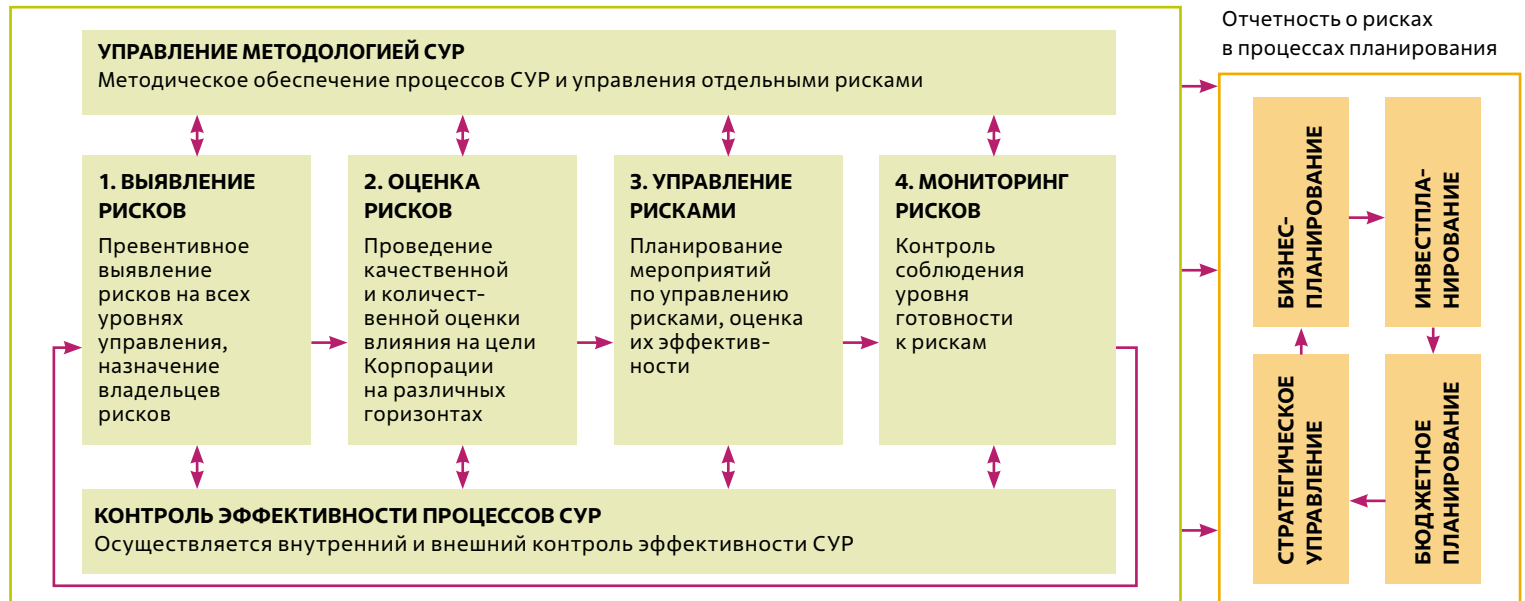 УПРАВЛЕНИЕ МЕТОДОЛОГИЕЙ СУР
Методическое обеспечение процессов СУР и управления отдельными рисками
1. ВЫЯВЛЕНИЕ
РИСКОВ
Превентивное
выявление
рисков на всех
уровнях
управления,
назначение
владельцев
рисков
2. ОЦЕНКА
РИСКОВ
Проведение
качественной
и количест-
венной оценки
влияния на цели
Корпорации
на различных
горизонтах
3. УПРАВЛЕНИЕ
РИСКАМИ
Планирование
мероприятий
по управлению
рисками, оценка
их эффектив-
ности
4. МОНИТОРИНГ
РИСКОВ
Контроль
соблюдения
уровня
готовности
к рискам
КОНТРОЛЬ ЭФФЕКТИВНОСТИ ПРОЦЕССОВ СУР
Осуществляется внутренний и внешний контроль эффективности СУР
Отчетность о рисках
в процессах планирования
БИЗНЕС-
ПЛАНИРОВАНИЕ
ИНВЕСТПЛА-
НИРОВАНИЕ
СТРАТЕГИЧЕСКОЕ
УПРАВЛЕНИЕ
БЮДЖЕТНОЕ
ПЛАНИРОВАНИЕ